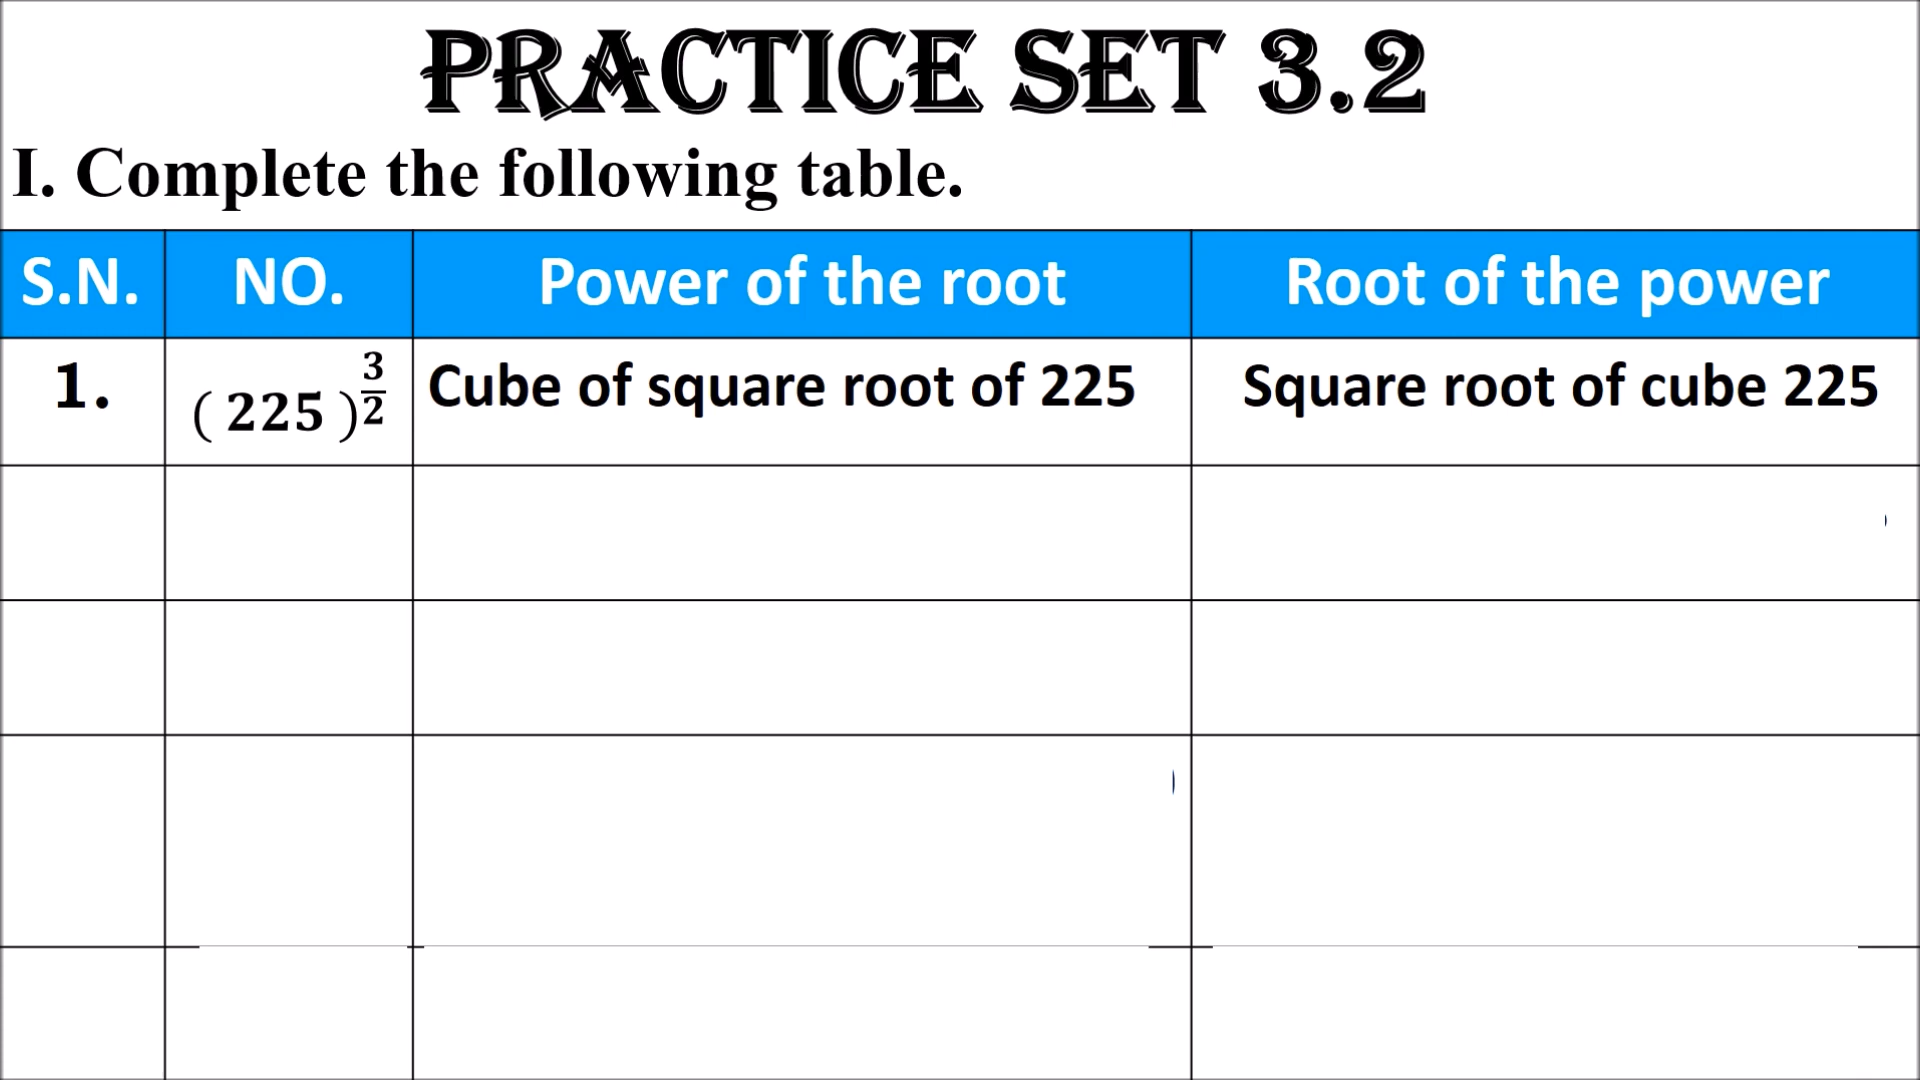 PRACTICE SET 3.2
I. Complete the following table.
S.N. NO. Power of the root Root of the power
1. ( 225 )^3/2 Cube of square root of 225 Square root of cube 225